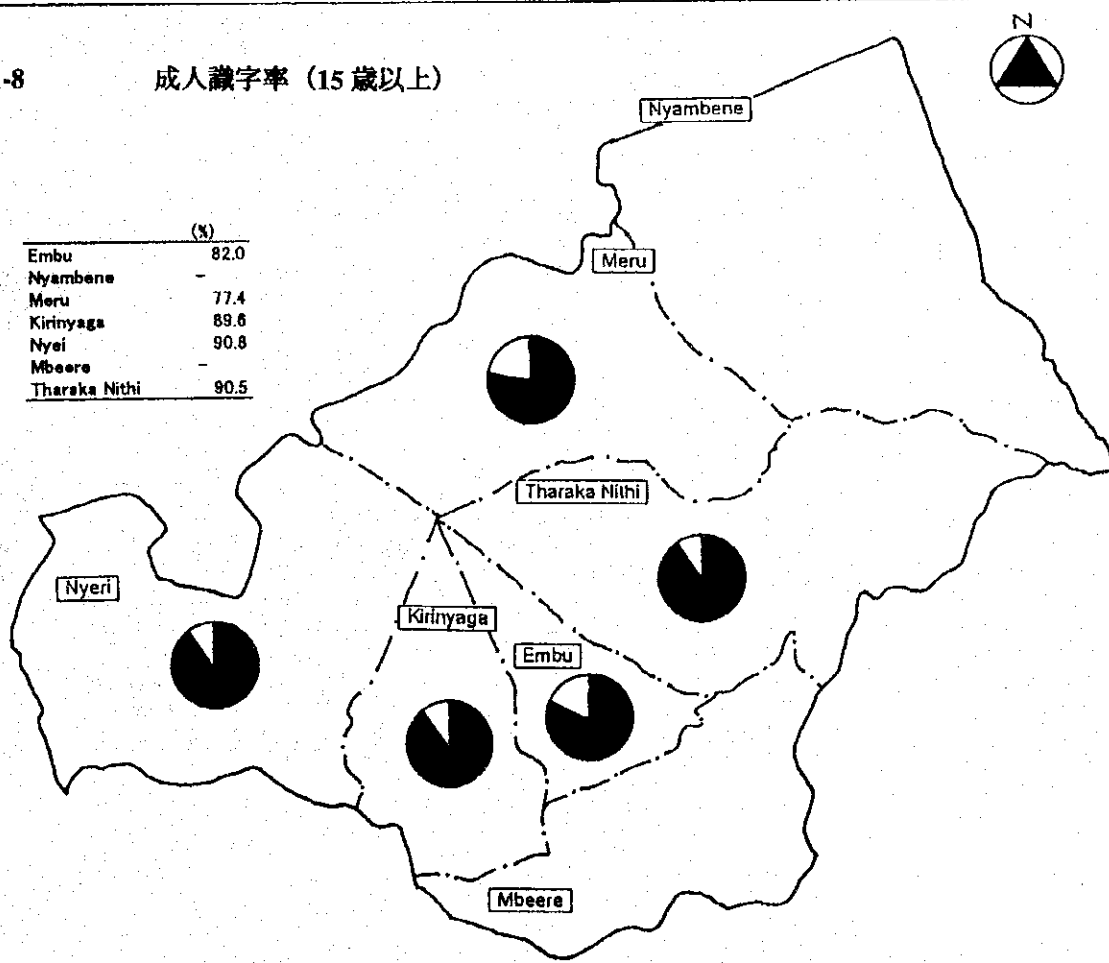 -8 成人識字率（15 歳以上）
N
(%)
Embu 82.0
Nyambene -
Meru 77.4
Kirinyaga 89.6
Nyei 90.8
Mbeere -
Tharaka Nithi 90.5
Nyambene
Meru
Tharaka Nithi
Nyeri
Kirinyaga
Embu
Mbeere